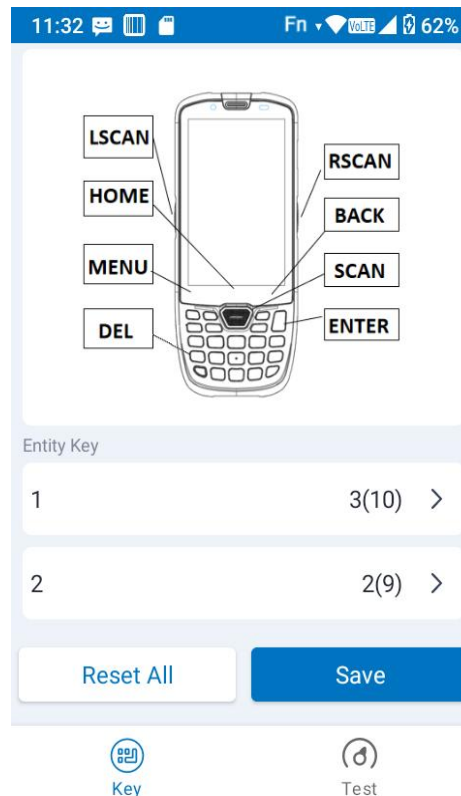 11:32 Fn VoLTE 62%
LSCAN
RSCAN
HOME
BACK
MENU
SCAN
DEL
ENTER
Entity Key
1 3(10)
2 2(9)
Reset All Save
Key Test